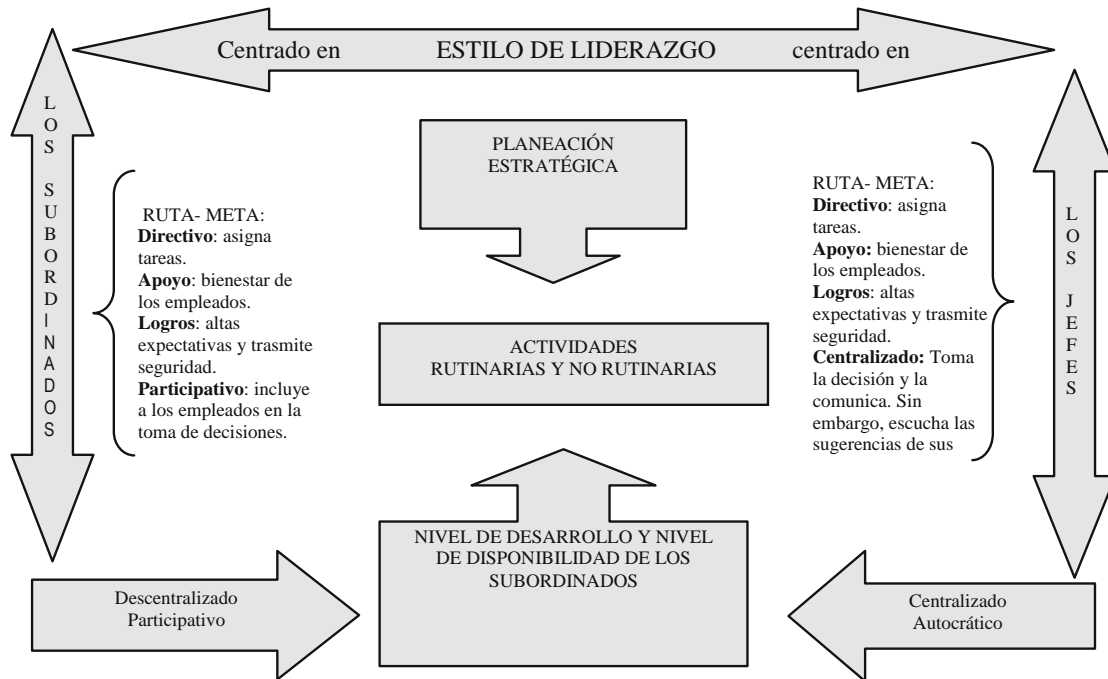 Centrado en ESTILO DE LIDERAZGO centrado en
LOS SUBORDINADOS
PLANEACIÓN
ESTRATÉGICA
RUTA- META:
Directivo: asigna
tareas.
Apoyo: bienestar de
los empleados.
Logros: altas
expectativas y trasmite
seguridad.
Participativo: incluye
a los empleados en la
toma de decisiones.
ACTIVIDADES
RUTINARIAS Y NO RUTINARIAS
RUTA- META:
Directivo: asigna
tareas.
Apoyo: bienestar de
los empleados.
Logros: altas
expectativas y trasmite
seguridad.
Centralizado: Toma
la decisión y la
comunica. Sin
embargo, escucha las
sugerencias de sus
LOS JEFES
NIVEL DE DESARROLLO Y NIVEL
DE DISPONIBILIDAD DE LOS
SUBORDINADOS
Descentralizado
Participativo
Centralizado
Autocrático